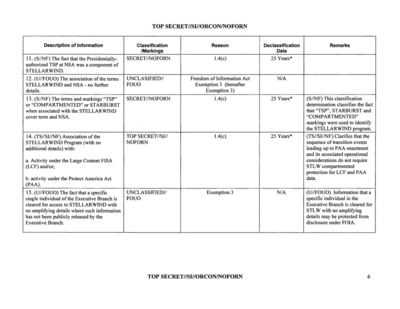 TOP SECRET//SI//ORCON/NOFORN
Description of Information
Classification
/Markings
Reason
Declassification
Date
Remarks
11. (S//NF) The fact that the Presidentially-
authorized TSP at NSA was a component of
STELLARWIND.
SECRET//NOFORN
1.4(c)
25 Years*
12. (U//FOUO) The association of the terms
STELLARWIND and NSA - no further
details.
UNCLASSIFIED//
FOUO
Freedom of Information Act
Exemption 3 (hereafter
Exemption 3)
N/A
13. (S//NF) The terms and markings "TSP"
or "COMPARTMENTED" or STARBURST
when associated with the STELLARWIND
cover term and NSA.
SECRET//NOFORN
1.4(c)
25 Years*
(S//NF) This classification
determination classifies the fact
that "TSP", STARBURST and
"COMPARTMENTED"
markings were used to identify
the STELLARWIND program.
14. (TS//SI//NF) Association of the
STELLARWIND Program (with no
additional details) with:
a. Activity under the Large Content FISA
(LCF) and/or,
b. activity under the Protect America Act
(PAA).
TOP SECRET//SI//
NOFORN
1.4(c)
25 Years*
(TS//SI//NF) Clarifies that the
sequence of transition events
leading up to PAA enactment
and its associated operational
considerations do not require
STLW compartmented
protection for LCF and PAA
data.
15. (U//FOUO) The fact that a specific
single individual of the Executive Branch is
cleared for access to STELLARWIND with
no amplifying details where such information
has not been publicly released by the
Executive Branch.
UNCLASSIFIED//
FOUO
Exemption 3
N/A
(U//FOUO) Information that a
specific individual in the
Executive Branch is cleared for
STLW with no amplifying
details may be protected from
disclosure under FOIA.
TOP SECRET//SI//ORCON/NOFORN
6